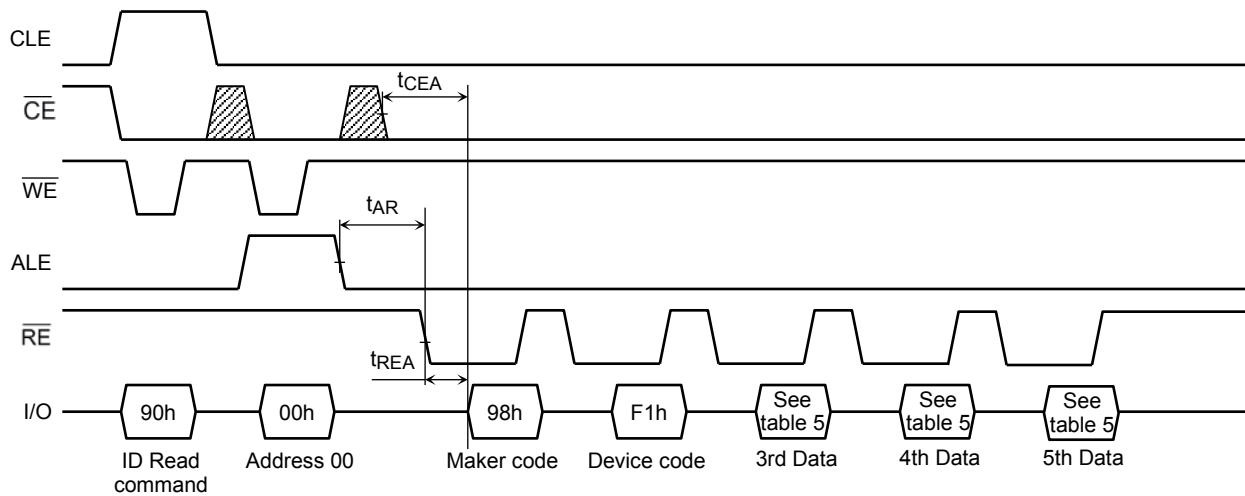 CLE
CE
tCEA
WE
tAR
ALE
RE
tREA
I/O
90h
00h
98h
F1h
See
table 5
See
table 5
See
table 5
ID Read
command
Address 00
Maker code
Device code
3rd Data
4th Data
5th Data